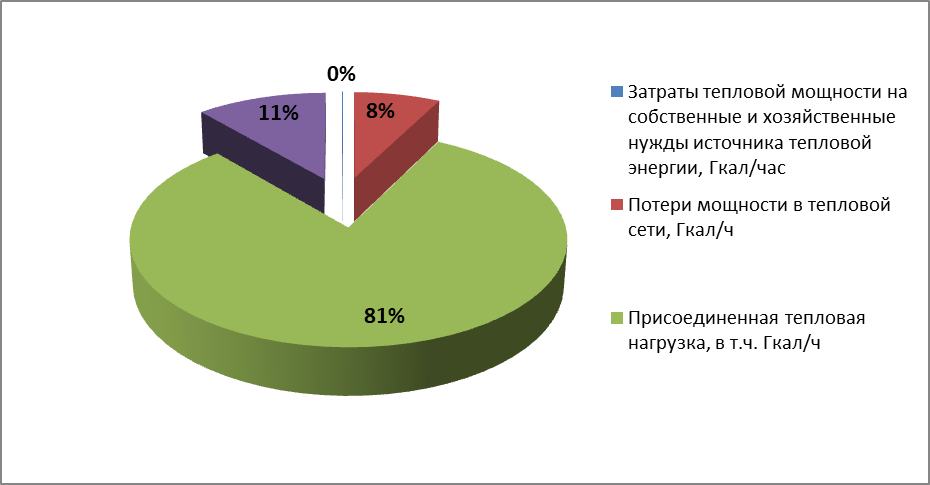 0%
8%
11%
81%
Затраты тепловой мощности на
собственные и хозяйственные
нужды источника тепловой
энергии, Гкал/час
Потери мощности в тепловой
сети, Гкал/ч
Присоединенная тепловая
нагрузка, в т.ч. Гкал/ч